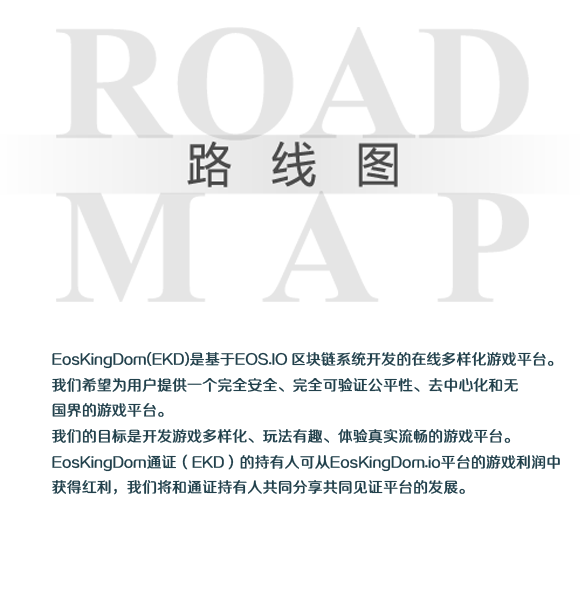 ROAD
路线图
MAP
EosKingDom(EKD)是基于EOS.IO 区块链系统开发的在线多样化游戏平台。
我们希望为用户提供一个完全安全、完全可验证公平性、去中心化和无
国界的游戏平台。
我们的目标是开发游戏多样化、玩法有趣、体验真实流畅的游戏平台。
EosKingDom通证（EKD）的持有人可从EosKingDom.io平台的游戏利润中
获得红利，我们将和通证持有人共同分享共同见证平台的发展。